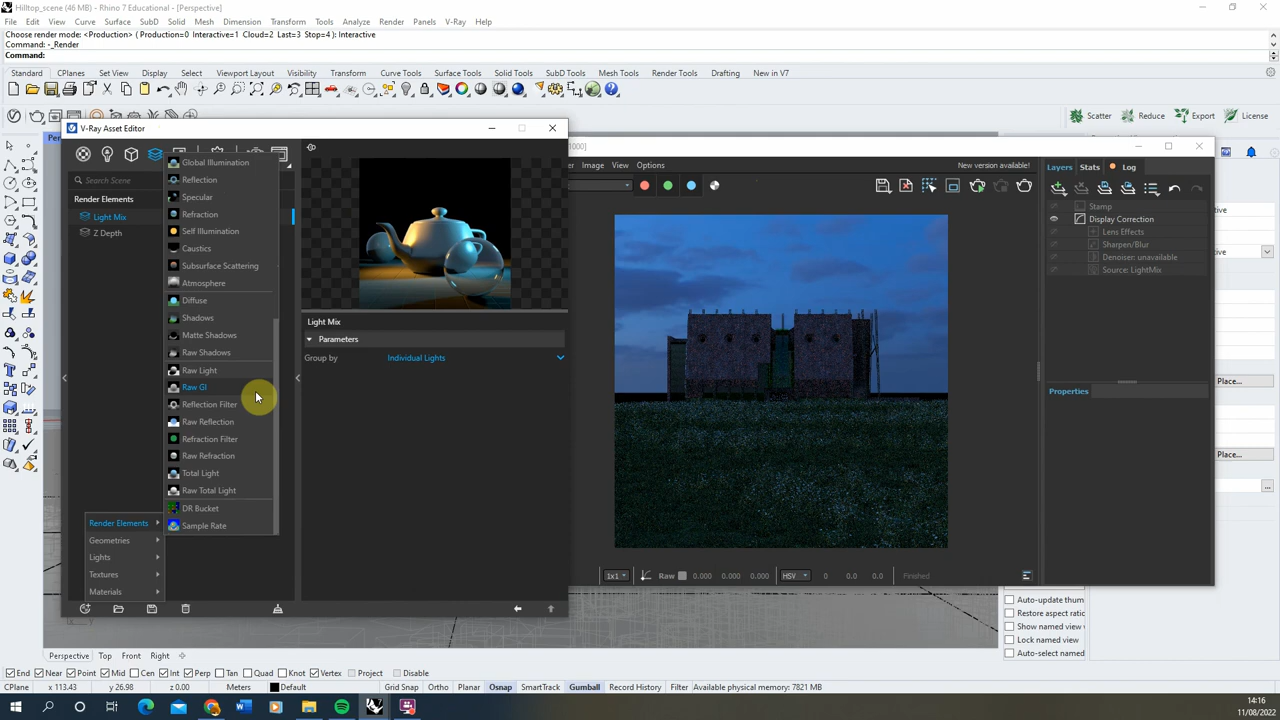 Hilltop_scene (46 MB) - Rhino 7 Educational - [Perspective]
File Edit View Curve Surface SubD Solid Mesh Dimension Transform Tools Analyze Render Panels V-Ray Help
Choose render mode: <Production> ( Production=0 Interactive=1 Cloud=2 Last=3 Stop=4 ): Interactive
Command: -_Render
Command:
Standard CPlanes Set View Display Select Viewport Layout Visibility Transform Curve Tools Surface Tools Solid Tools SubD Tools Mesh Tools Render Tools Drafting New in V7
Scatter Reduce Export License
V-Ray Asset Editor
1000]
Image View Options New version available!
Search Scene
Render Elements
Light Mix
Z Depth
Global Illumination
Reflection
Specular
Refraction
Self Illumination
Caustics
Subsurface Scattering
Atmosphere
Diffuse
Shadows
Matte Shadows
Raw Shadows
Raw Light
Raw GI
Reflection Filter
Raw Reflection
Refraction Filter
Raw Refraction
Total Light
Raw Total Light
DR Bucket
Sample Rate
Render Elements
Geometries
Lights
Textures
Materials
Light Mix
Parameters
Group by Individual Lights
Layers Stats Log
Stamp
Display Correction
Lens Effects
Sharpen/Blur
Denoiser: unavailable
Source: LightMix
Properties
1x1 Raw 0.000 0.000 0.000 HSV 0 0.0 0.0 Finished
Place...
Place...
...
Auto-update thum
Restore aspect ratio
Show named view
Lock named view
Auto-select named
Perspective Top Front Right
End Near Point Mid Cen Int Perp Tan Quad Knot Vertex Project Disable
CPlane x 113.43 y 26.98 z 0.00 Meters Default Grid Snap Ortho Planar Osnap SmartTrack Gumball Record History Filter Available physical memory: 7821 MB
14:16
11/08/2022